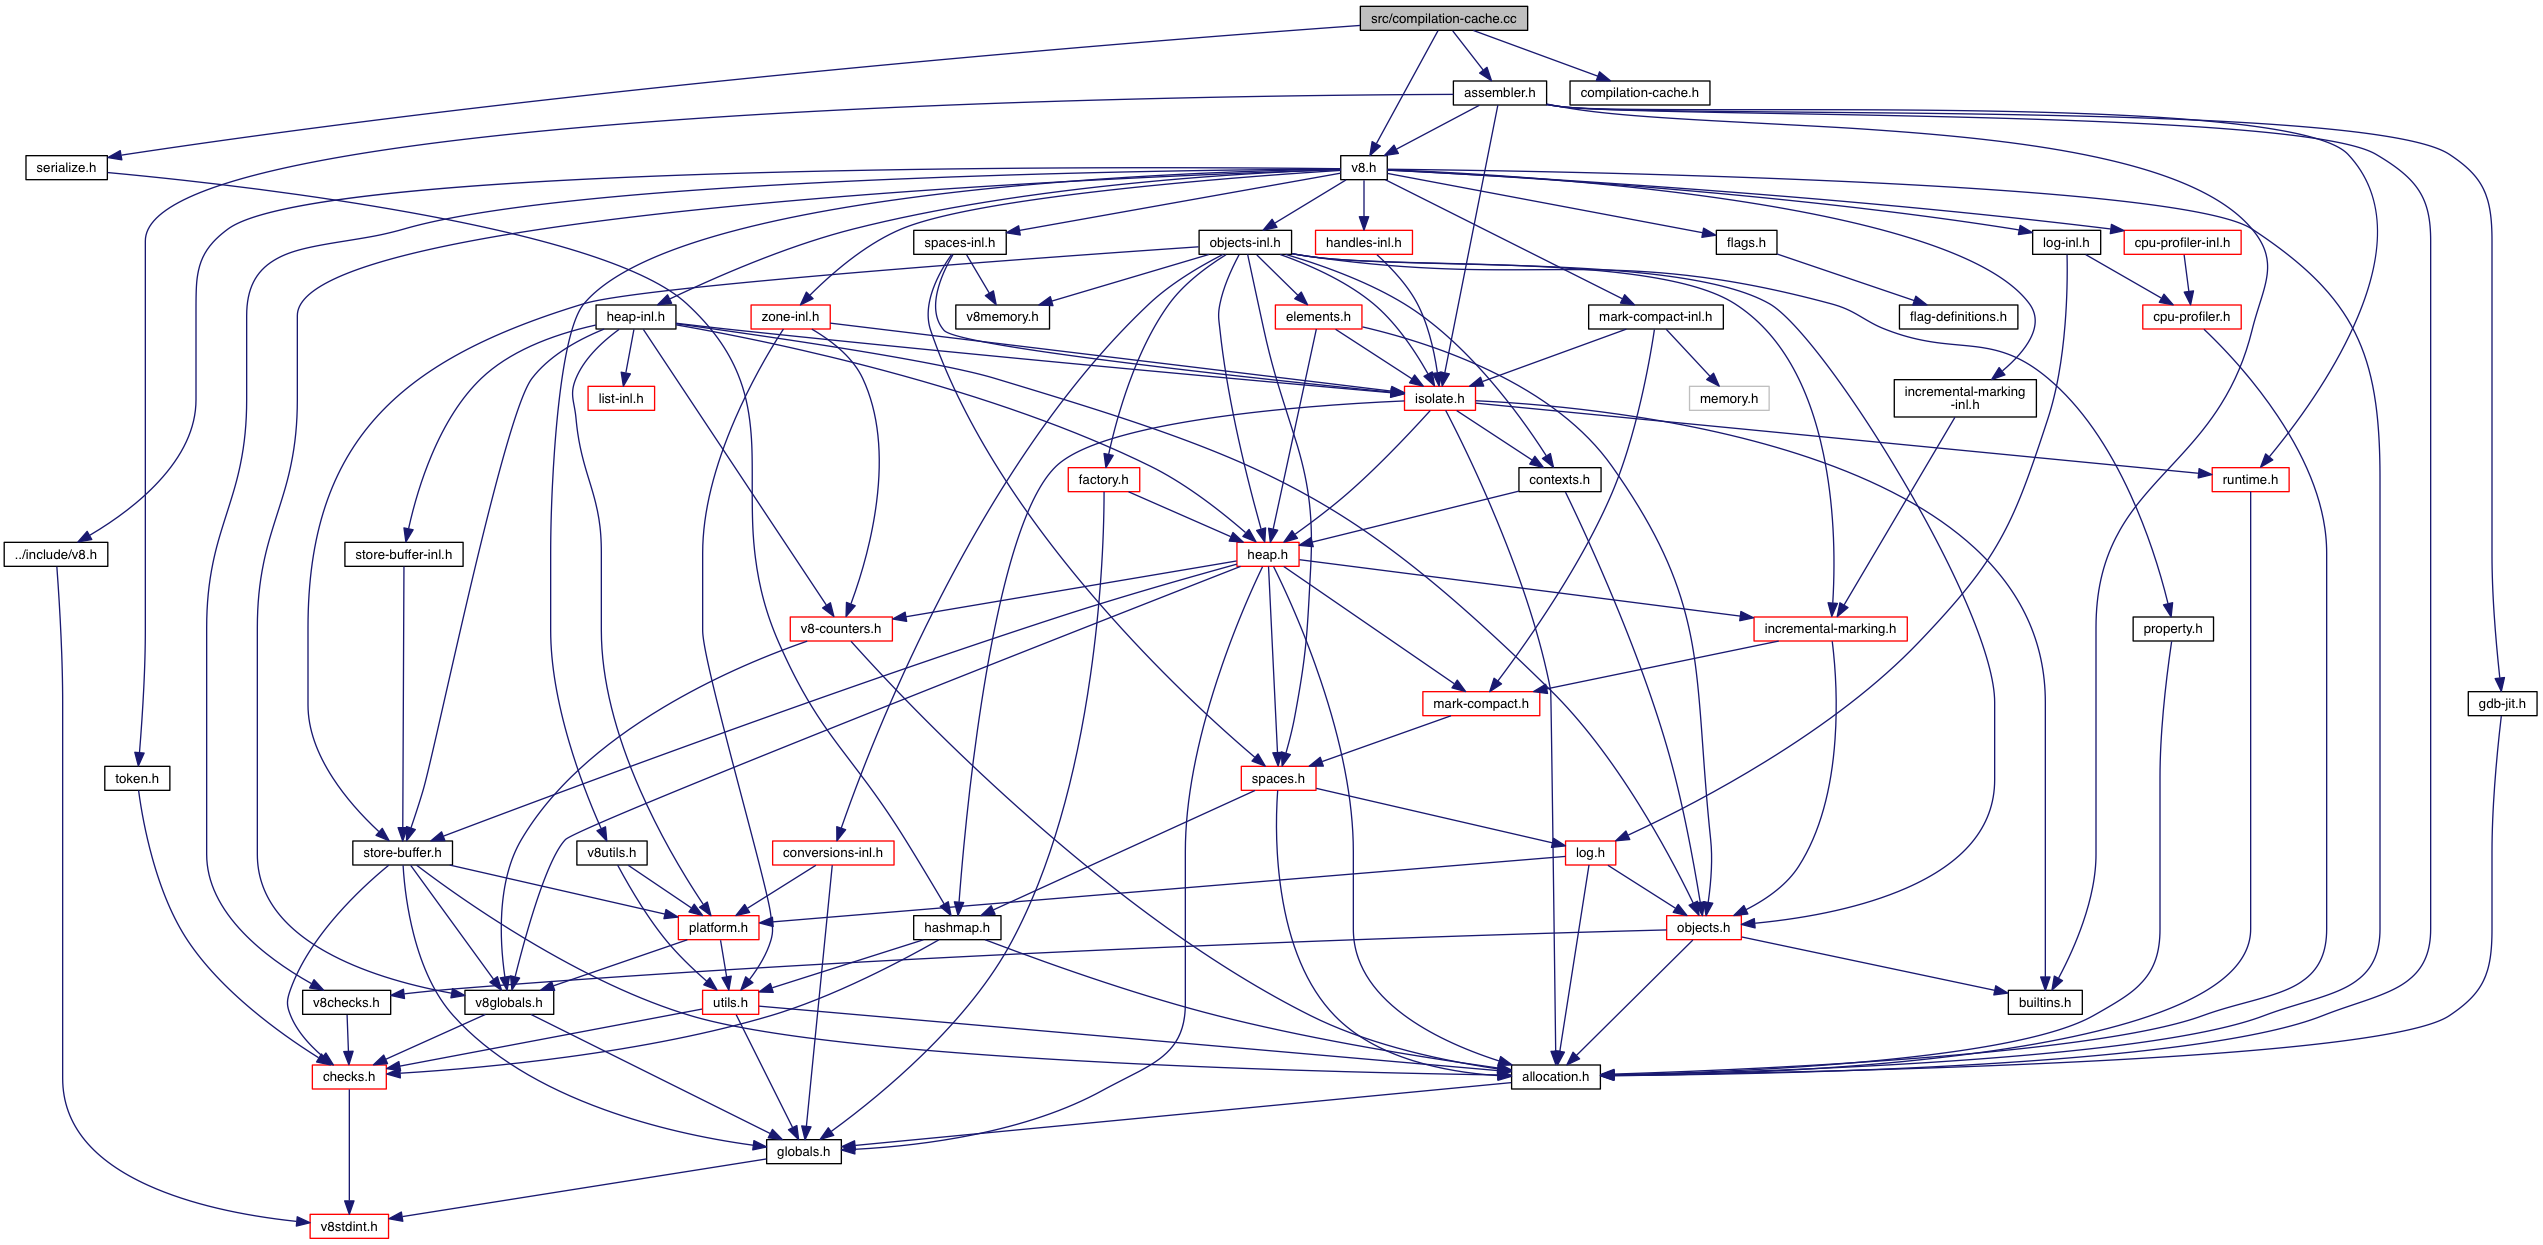 src/compilation-cache.cc
assembler.h
compilation-cache.h
serialize.h
v8.h
spaces-inl.h
objects-inl.h
handles-inl.h
flags.h
log-inl.h
cpu-profiler-inl.h
heap-inl.h
zone-inl.h
v8memory.h
elements.h
mark-compact-inl.h
flag-definitions.h
cpu-profiler.h
list-inl.h
isolate.h
memory.h
incremental-marking
-inl.h
factory.h
contexts.h
runtime.h
../include/v8.h
store-buffer-inl.h
heap.h
v8-counters.h
incremental-marking.h
property.h
mark-compact.h
gdb-jit.h
token.h
spaces.h
store-buffer.h
v8utils.h
conversions-inl.h
log.h
platform.h
hashmap.h
objects.h
v8checks.h
v8globals.h
utils.h
builtins.h
checks.h
allocation.h
globals.h
v8stdint.h